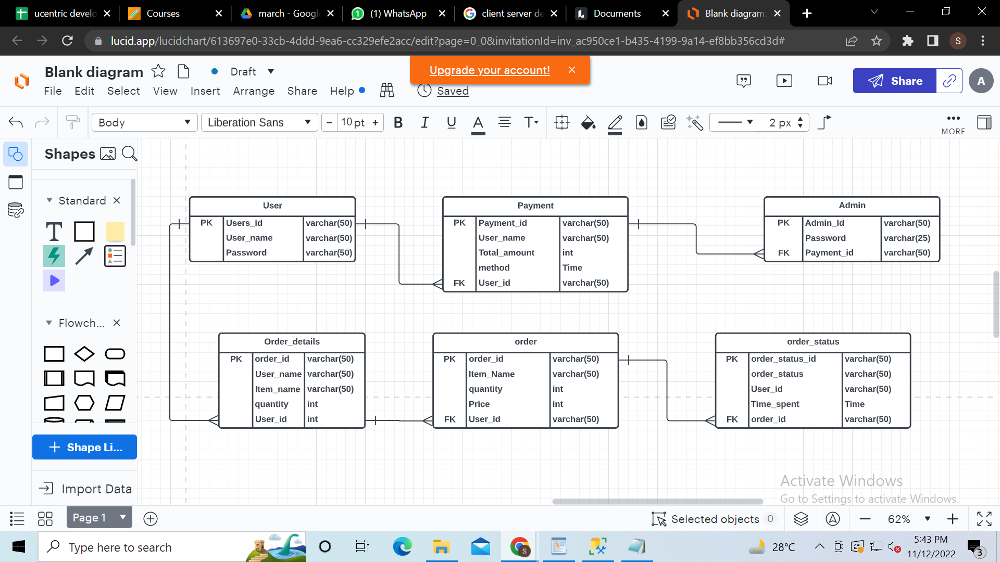 ucentric develo
Courses
march - Googl
(1) WhatsApp
client server de
Documents
Blank diagram:
lucid.app/lucidchart/613697e0-33cb-4ddd-9ea6-cc329efe2acc/edit?page=0_0&invitationId=inv_ac950ce1-b435-4199-9a14-ef8bb356cd3d#
S
Blank diagram
Draft
Upgrade your account!
File Edit Select View Insert Arrange Share Help
Saved
Share
A
Body
Liberation Sans
- 10 pt +
B I U A T
2 px
MORE
Shapes
Standard
T
Flowch...
+ Shape Li...
Import Data
User
PK Users_id varchar(50)
User_name varchar(50)
Password varchar(50)
Payment
PK Payment_id varchar(50)
User_name varchar(50)
Total_amount int
method Time
FK User_id varchar(50)
Admin
PK Admin_Id varchar(50)
Password varchar(25)
FK Payment_id varchar(50)
Order_details
PK order_id varchar(50)
User_name varchar(50)
Item_name varchar(50)
quantity int
User_id int
order
PK order_id varchar(50)
Item_Name varchar(50)
quantity int
Price int
FK User_id varchar(50)
order_status
PK order_status_id varchar(50)
order_status varchar(50)
User_id varchar(50)
Time_spent Time
FK order_id varchar(50)
Activate Windows
Go to Settings to activate Windows.
Page 1
Selected objects 0
62%
Type here to search
S
28°C
5:43 PM
11/12/2022
3